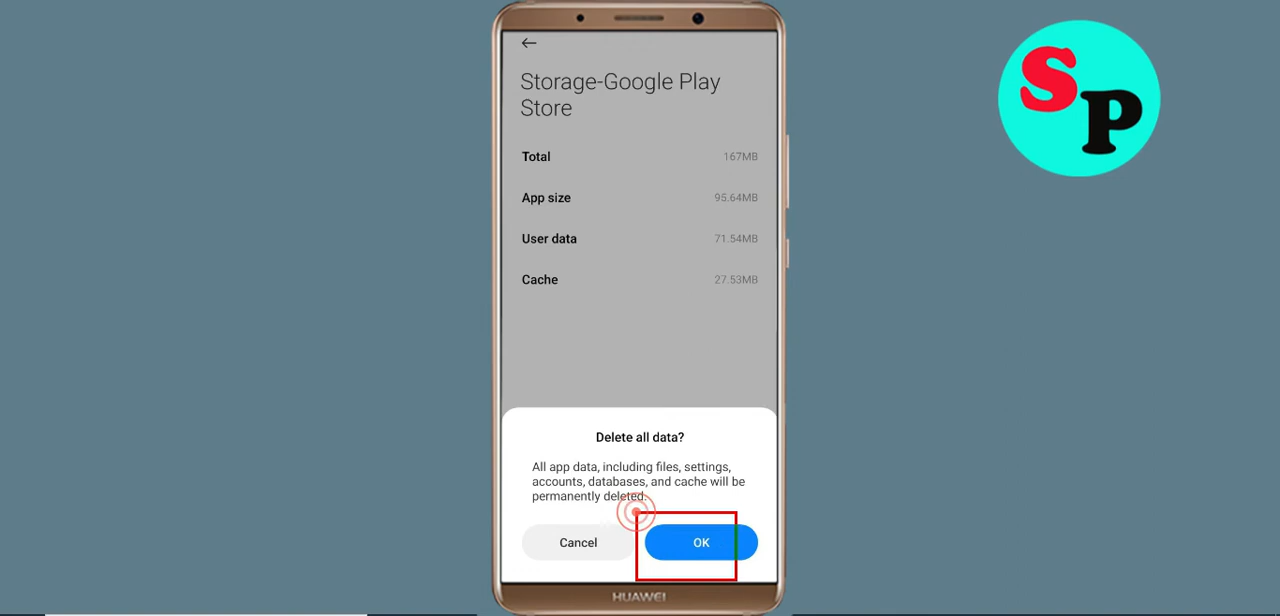 Storage-Google Play
Store
Total 167MB
App size 95.64MB
User data 71.54MB
Cache 27.53MB
Delete all data?
All app data, including files, settings,
accounts, databases, and cache will be
permanently deleted.
Cancel OK
HUAWEI
SP